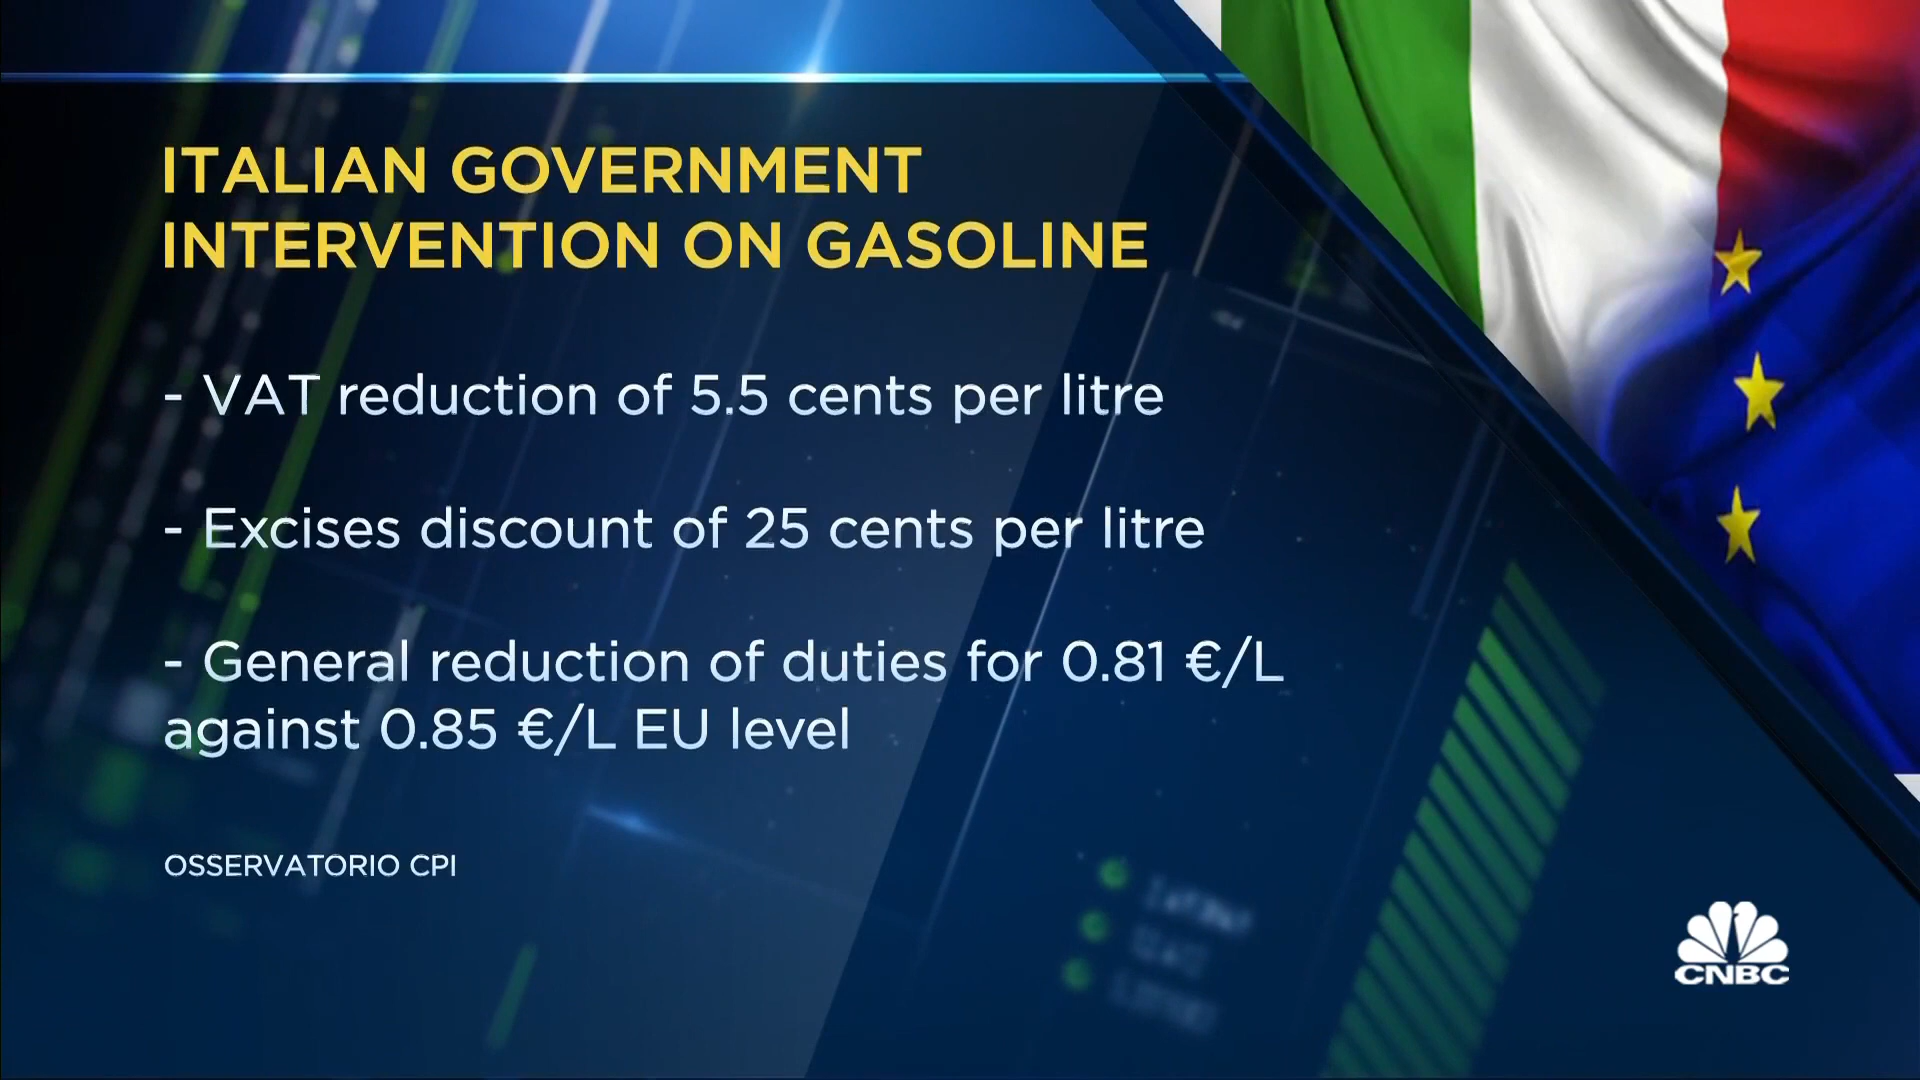 ITALIAN GOVERNMENT
INTERVENTION ON GASOLINE
- VAT reduction of 5.5 cents per litre
- Excises discount of 25 cents per litre
- General reduction of duties for 0.81 €/L
against 0.85 €/L EU level
OSSERVATORIO CPI
CNBC